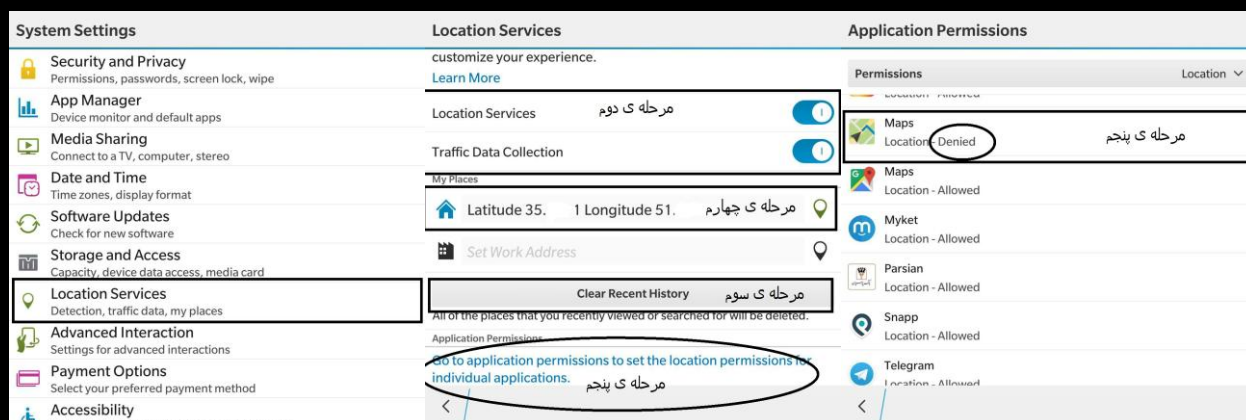 System Settings
Security and Privacy
Permissions, passwords, screen lock, wipe
App Manager
Device monitor and default apps
Media Sharing
Connect to a TV, computer, stereo
Date and Time
Time zones, display format
Software Updates
Check for new software
Storage and Access
Capacity, device data access, media card
Location Services
Detection, traffic data, my places
Advanced Interaction
Settings for advanced interactions
Payment Options
Select your preferred payment method
Accessibility
Location Services
customize your experience.
Learn More
Location Services مرحله ی دوم
Traffic Data Collection
My Places
Latitude 35. 1 Longitude 51. مرحله ی چهارم
Set Work Address
Clear Recent History مرحله ی سوم
All of the places that you recently viewed or searched for will be deleted.
Application Permissions
Go to application permissions to set the location permissions for
individual applications.
مرحله ی پنجم
Application Permissions
Permissions Location
Location - Allowed
Maps
Location - Denied مرحله ی پنجم
Maps
Location - Allowed
Myket
Location - Allowed
Parsian
Location - Allowed
Snapp
Location - Allowed
Telegram
Location - Allowed